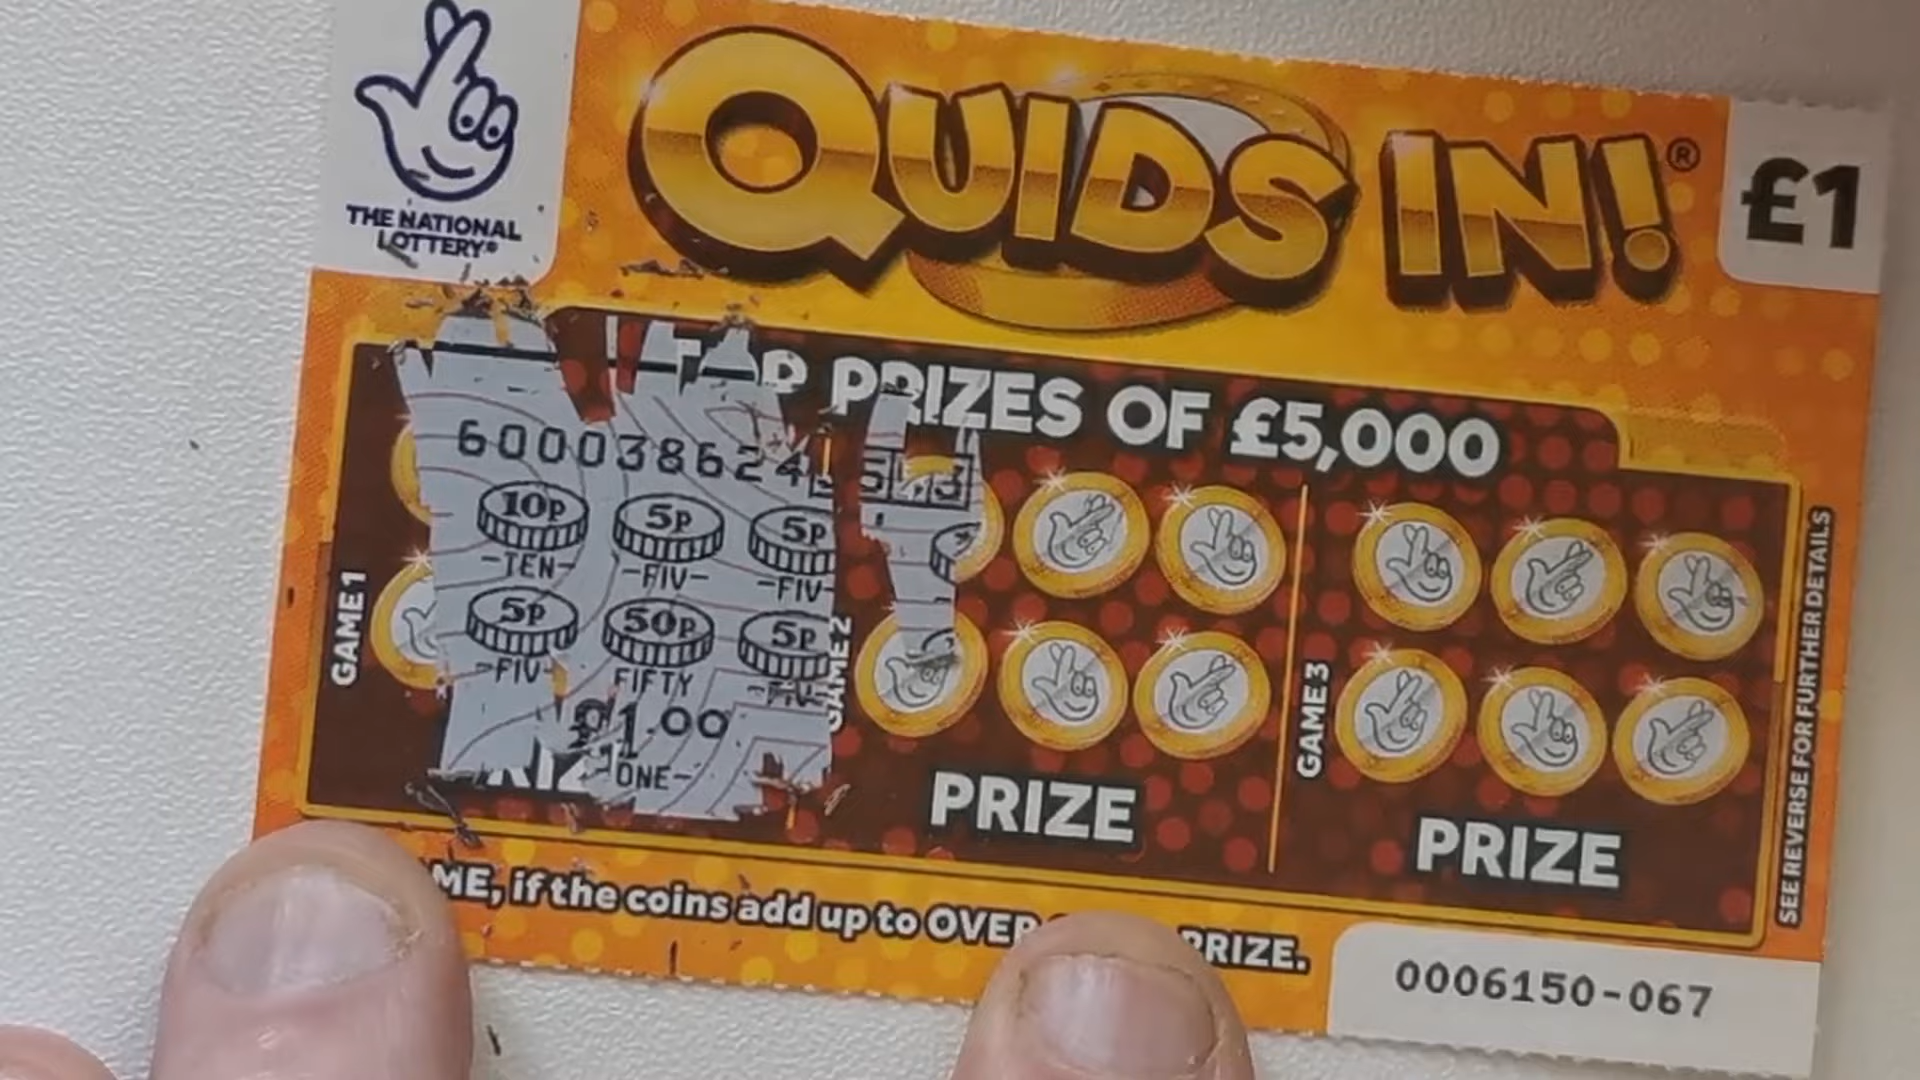 THE NATIONAL
LOTTERY®
QUIDS IN!®
£1
TOP PRIZES OF £5,000
6000038624
10p 5p 5p
-TEN- -FIV- -FIV-
5p 50p 5p
-FIV- FIFTY -FIV-
£1.00
-ONE-
GAME 1
GAME 2
PRIZE
GAME 3
PRIZE
SEE REVERSE FOR FURTHER DETAILS
ME, if the coins add up to OVER PRIZE.
0006150-067